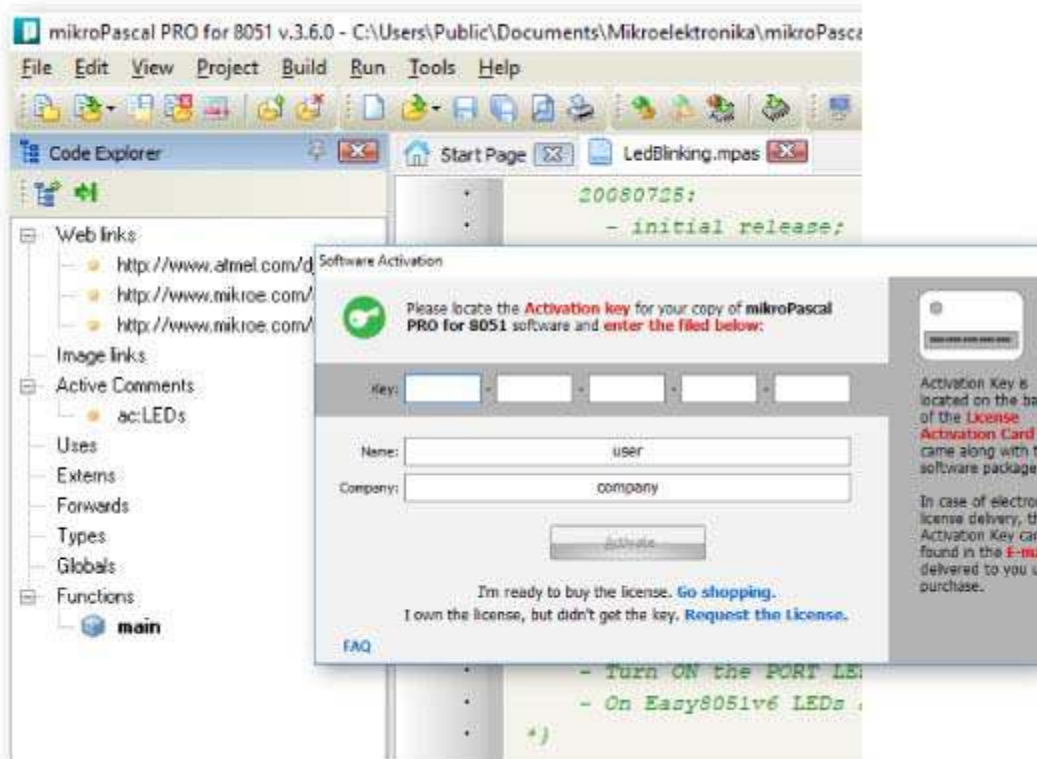 mikroPascal PRO for 8051 v.3.6.0 - C:\Users\Public\Documents\Mikroelektronika\mikroPasca
File Edit View Project Build Run Tools Help
Code Explorer
Start Page LedBlinking.mpas
20080725:
- initial release;
Web links
http://www.atmel.com/d
http://www.mikroe.com/
http://www.mikroe.com/
Image links
Active Comments
ac:LEDs
Uses
Externs
Forwards
Types
Globals
Functions
main
Software Activation
Please locate the Activation key for your copy of mikroPascal
PRO for 8051 software and enter the filed below:
Key: - - - -
Name: user
Company: company
Activate
I'm ready to buy the license. Go shopping.
I own the license, but didn't get the key. Request the License.
FAQ
Activation Key is
located on the ba
of the License
Activation Card
came along with t
software package
In case of electro
license delivery, th
Activation Key car
found in the E-ma
delivered to you u
purchase.
- Turn ON the PORT LE
- On Easy8051v6 LEDs
*)